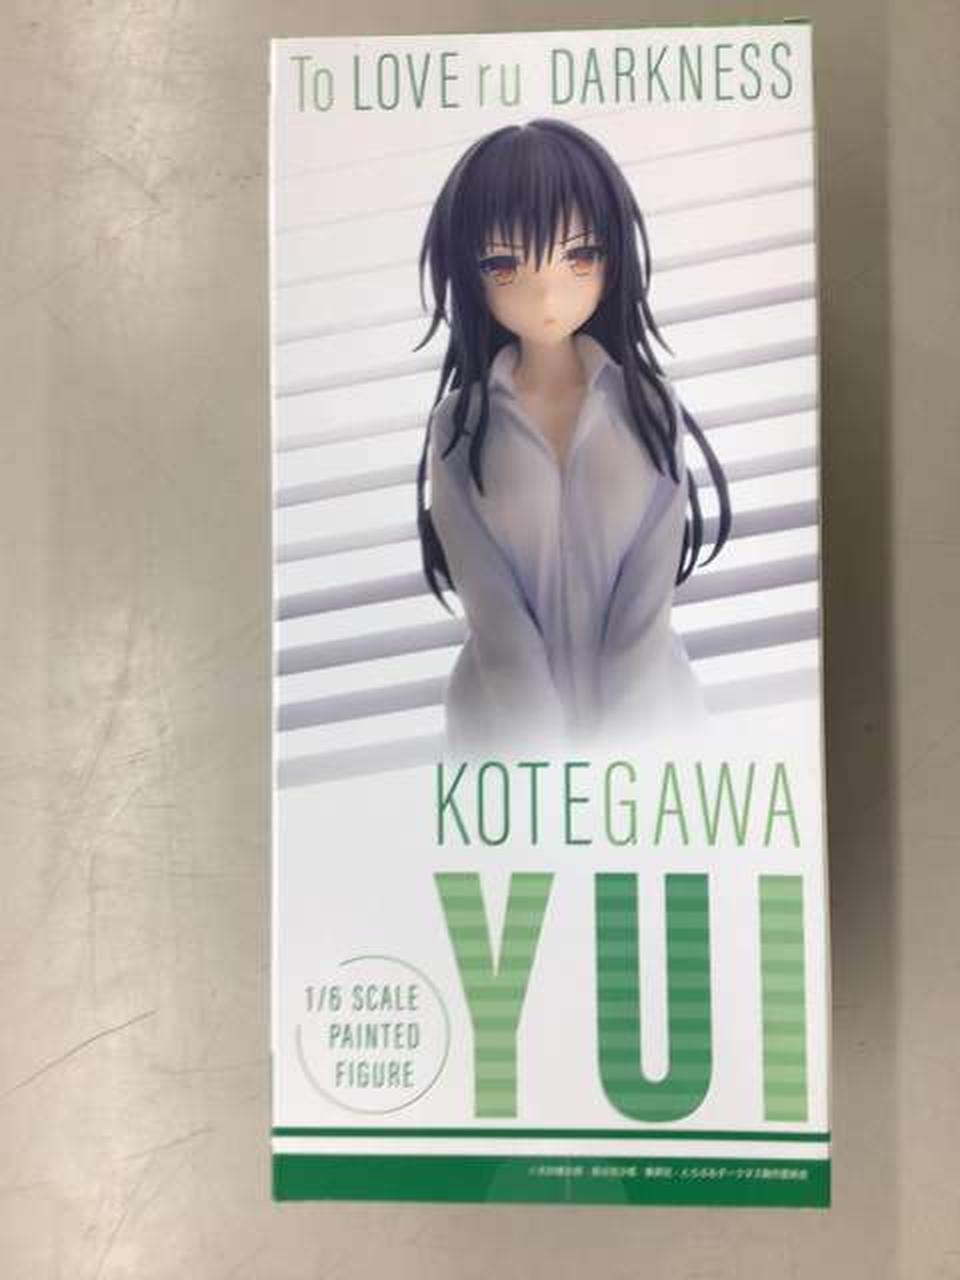 To LOVE ru DARKNESS
KOTEGAWA
YUI
1/6 SCALE
PAINTED
FIGURE